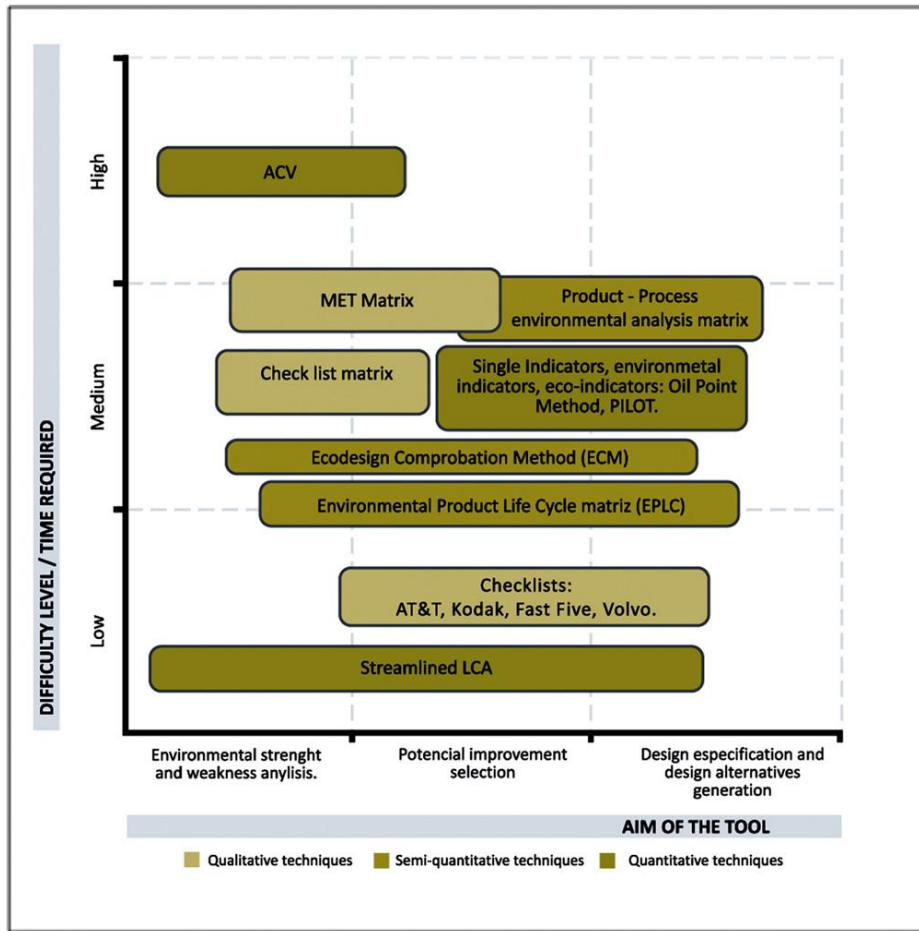 DIFFICULTY LEVEL / TIME REQUIRED
High
Medium
Low
ACV
MET Matrix
Product - Process
environmental analysis matrix
Check list matrix
Single Indicators, environmetal
indicators, eco-indicators: Oil Point
Method, PILOT.
Ecodesign Comprobation Method (ECM)
Environmental Product Life Cycle matriz (EPLC)
Checklists:
AT&T, Kodak, Fast Five, Volvo.
Streamlined LCA
Environmental strenght
and weakness anylisis.
Potencial improvement
selection
Design especification and
design alternatives
generation
AIM OF THE TOOL
Qualitative techniques
Semi-quantitative techniques
Quantitative techniques